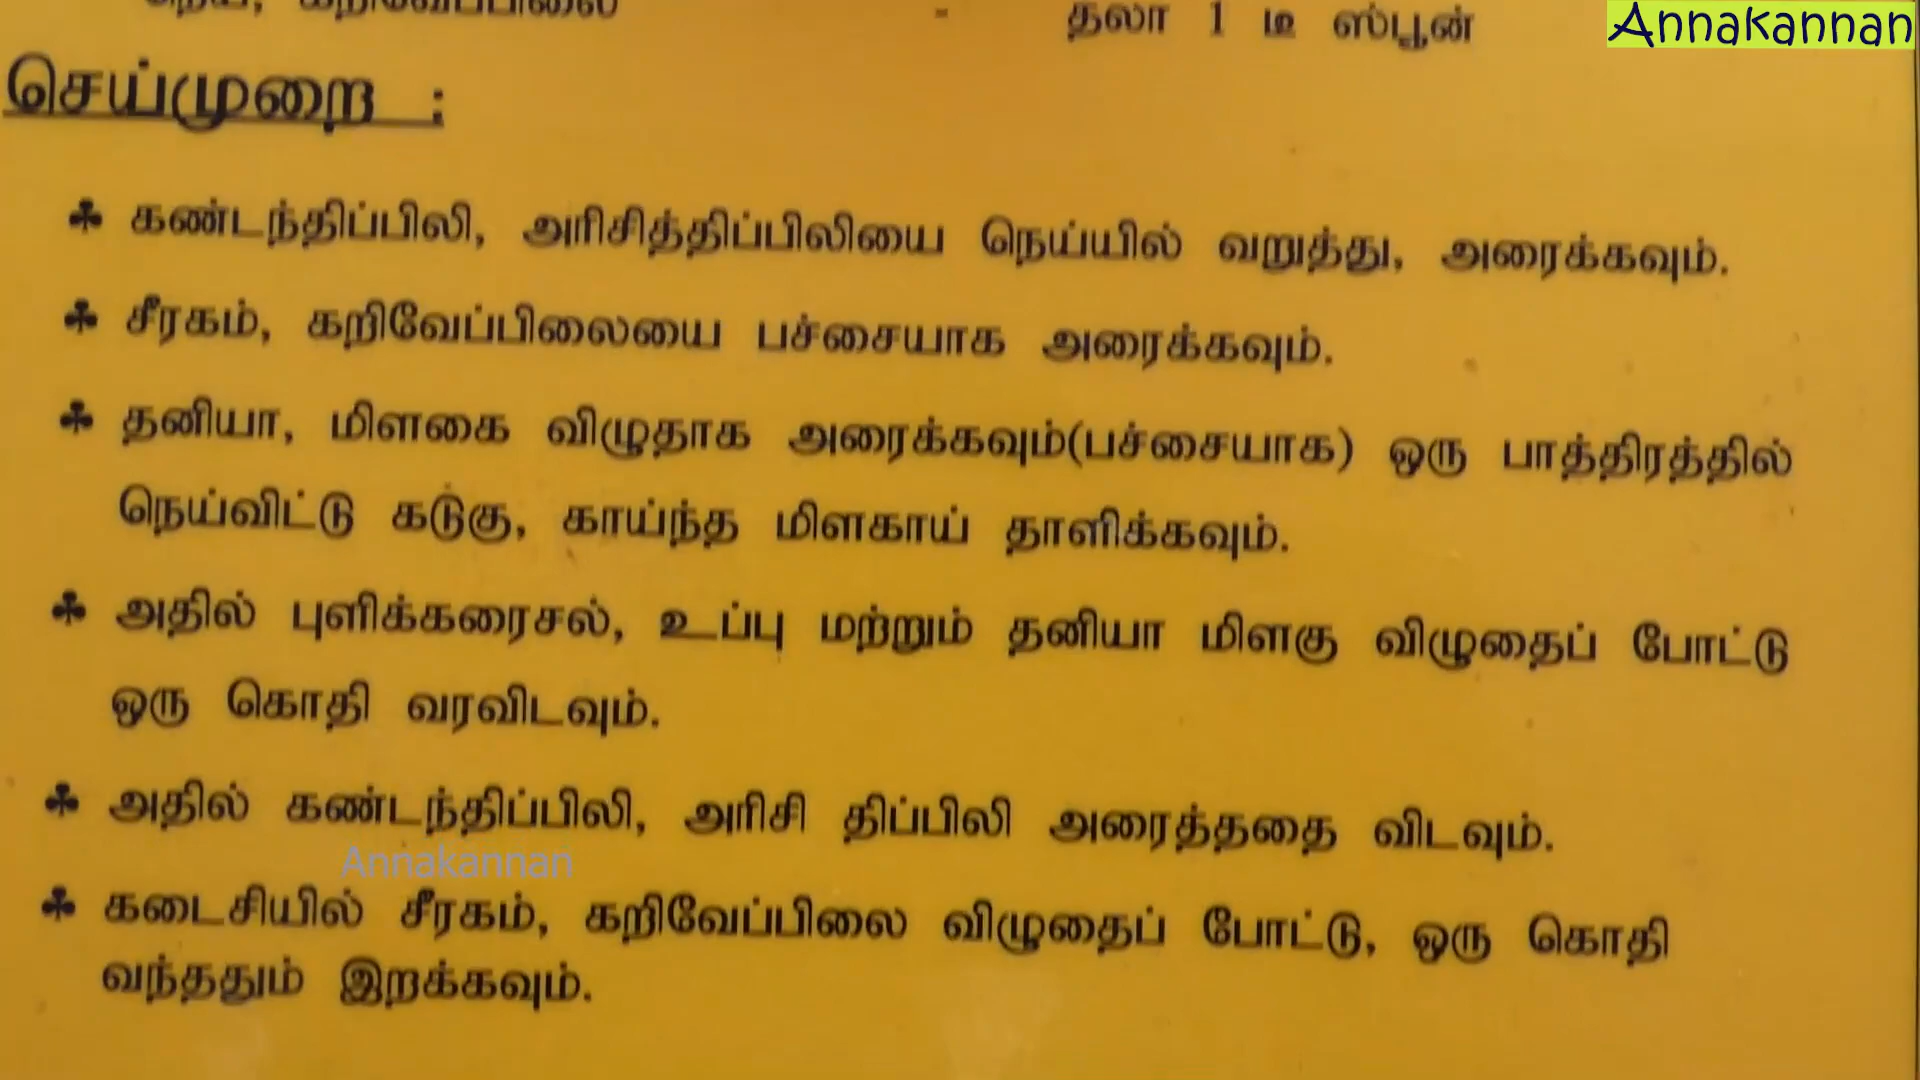 நெய், கறிவேப்பிலை - தலா 1 டீ ஸ்பூன்
Annakannan
செய்முறை :
♣ கண்டந்திப்பிலி, அரிசித்திப்பிலியை நெய்யில் வறுத்து, அரைக்கவும்.
♣ சீரகம், கறிவேப்பிலையை பச்சையாக அரைக்கவும்.
♣ தனியா, மிளகை விழுதாக அரைக்கவும்(பச்சையாக) ஒரு பாத்திரத்தில்
நெய்விட்டு கடுகு, காய்ந்த மிளகாய் தாளிக்கவும்.
♣ அதில் புளிக்கரைசல், உப்பு மற்றும் தனியா மிளகு விழுதைப் போட்டு
ஒரு கொதி வரவிடவும்.
♣ அதில் கண்டந்திப்பிலி, அரிசி திப்பிலி அரைத்ததை விடவும்.
Annakannan
♣ கடைசியில் சீரகம், கறிவேப்பிலை விழுதைப் போட்டு, ஒரு கொதி
வந்ததும் இறக்கவும்.